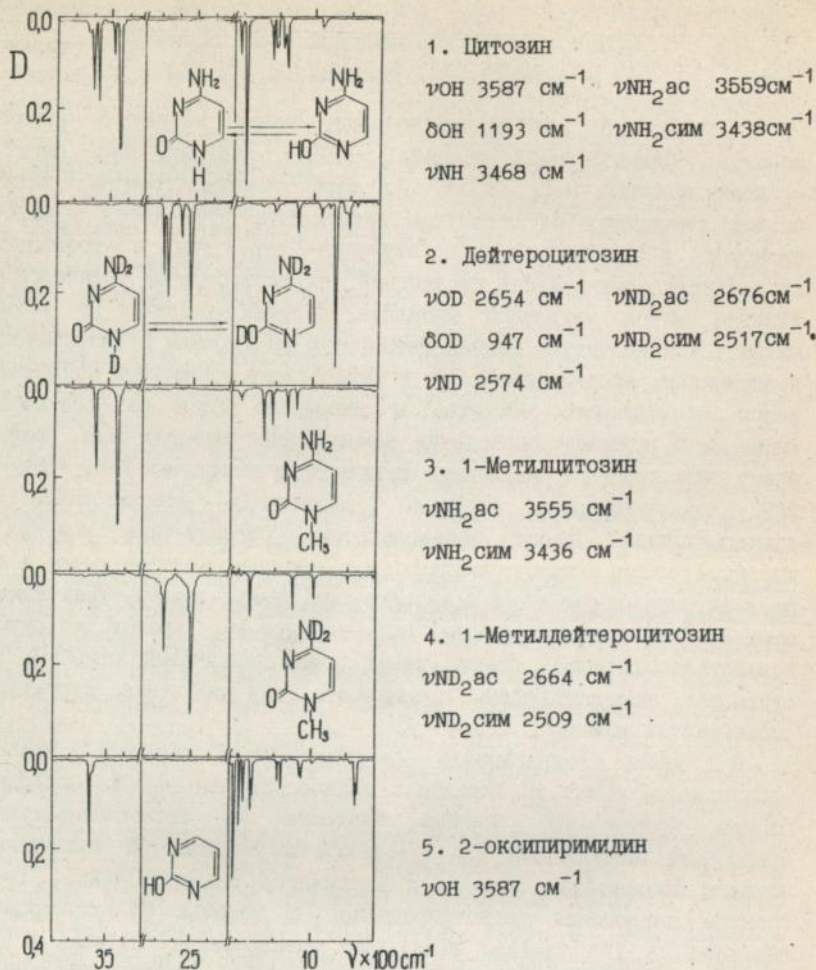 D
0,0
0,2
NH₂
N
O
N
H
NH₂
N
HO
N
1. Цитозин
νOH 3587 см⁻¹ νNH₂ас 3559см⁻¹
δOH 1193 см⁻¹ νNH₂сим 3438см⁻¹
νNH 3468 см⁻¹
0,0
0,2
ND₂
N
O
N
D
ND₂
N
DO
N
2. Дейтероцитозин
νOD 2654 см⁻¹ νND₂ас 2676см⁻¹
δOD 947 см⁻¹ νND₂сим 2517см⁻¹.
νND 2574 см⁻¹
0,0
0,2
NH₂
N
O
N
CH₃
3. 1-Метилцитозин
νNH₂ас 3555 см⁻¹
νNH₂сим 3436 см⁻¹
0,0
0,2
ND₂
N
O
N
CH₃
4. 1-Метилдейтероцитозин
νND₂ас 2664 см⁻¹
νND₂сим 2509 см⁻¹
0,0
0,2
0,4
N
HO
N
5. 2-оксипиримидин
νOH 3587 см⁻¹
35 25 10 ν×100cm⁻¹